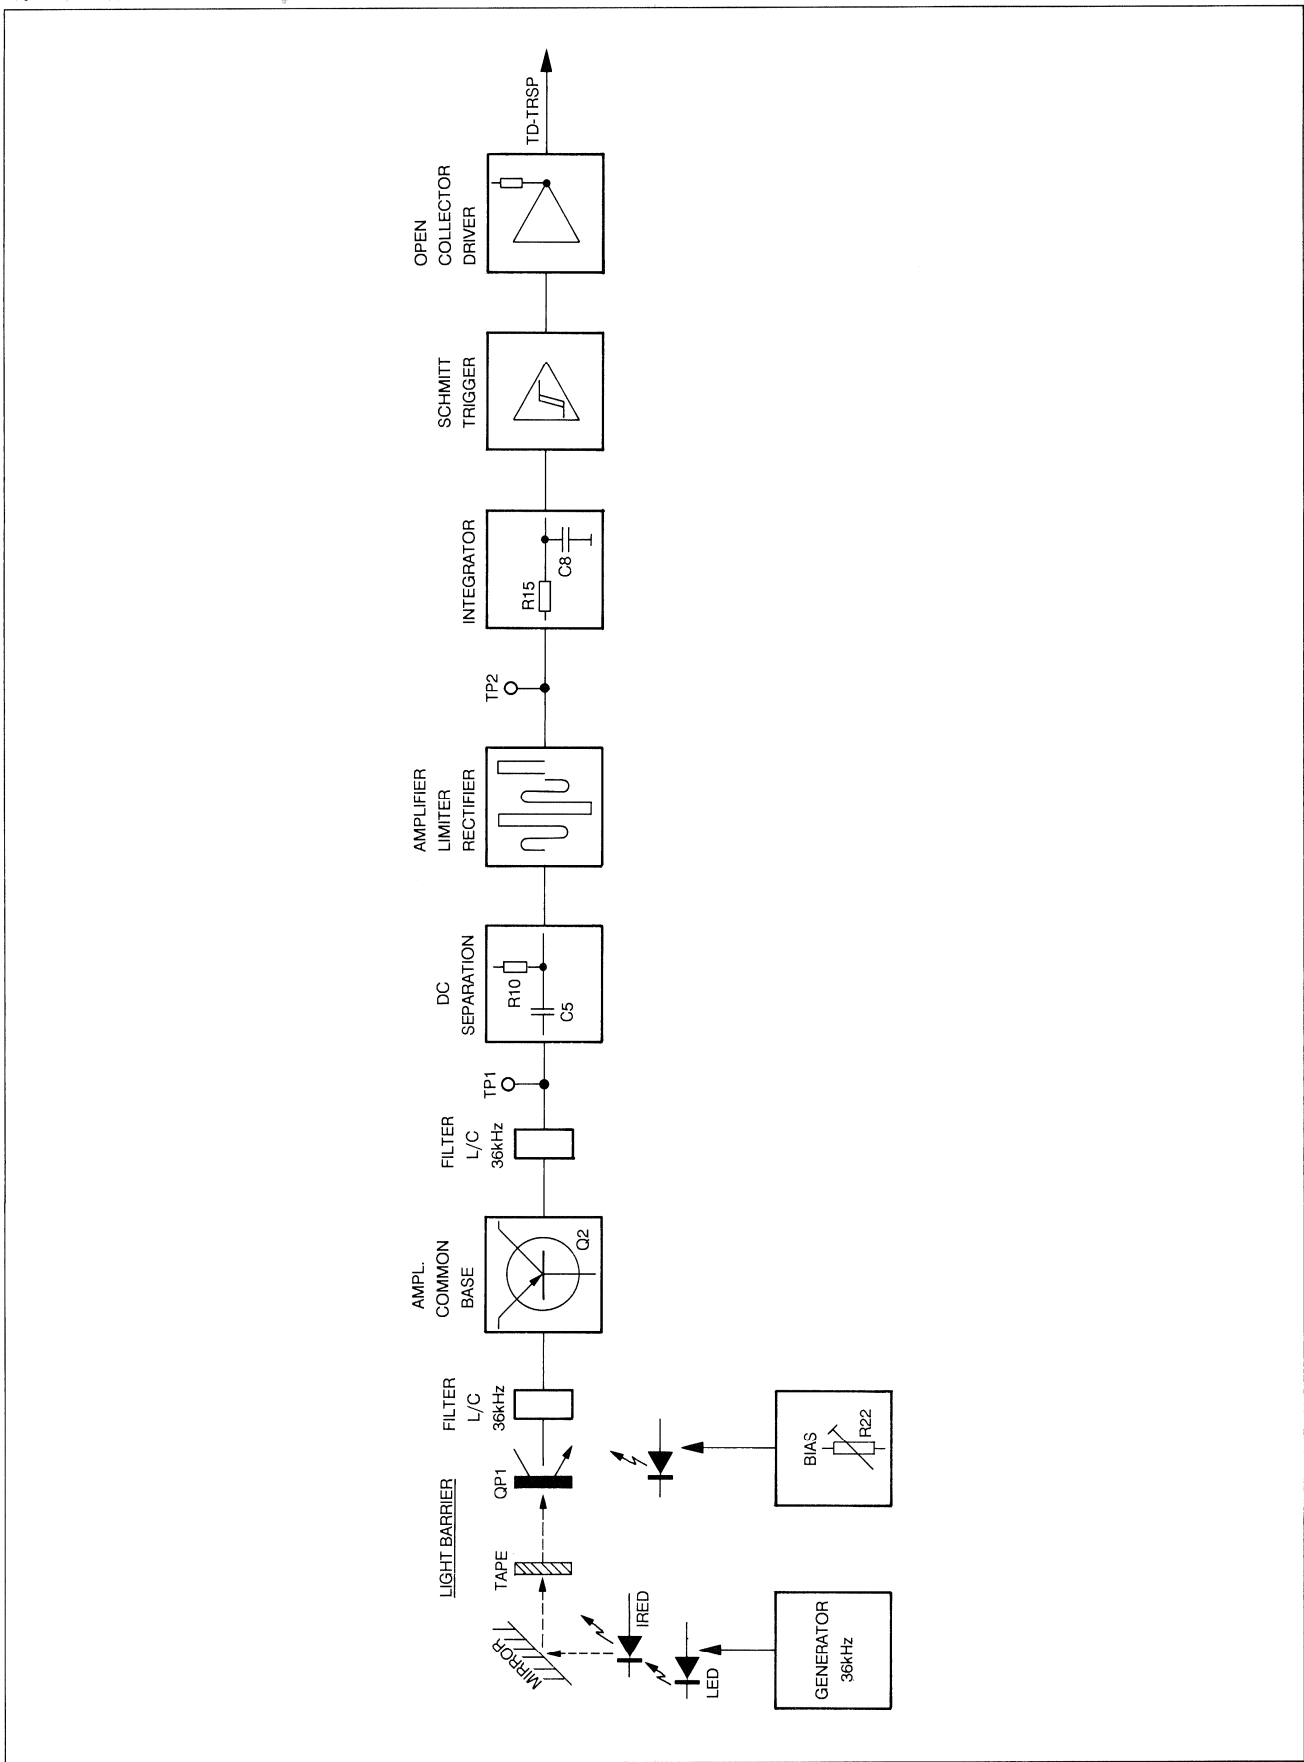 MIRROR
IRED
LED
GENERATOR
36kHz
LIGHT BARRIER
TAPE
QP1
BIAS
R22
FILTER
L/C
36kHz
AMPL.
COMMON
BASE
Q2
FILTER
L/C
36kHz
TP1
DC
SEPARATION
R10
C5
AMPLIFIER
LIMITER
RECTIFIER
TP2
INTEGRATOR
R15
C8
SCHMITT
TRIGGER
OPEN
COLLECTOR
DRIVER
TD-TRSP